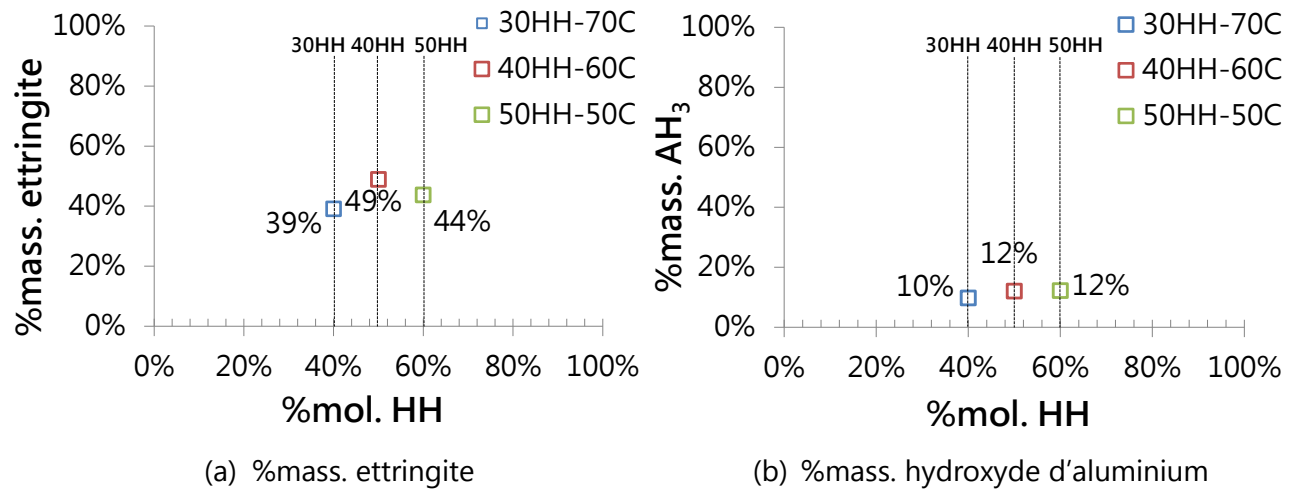 100%
80%
60%
40%
20%
0%
%mass. ettringite
30HH 40HH 50HH
30HH-70C
40HH-60C
50HH-50C
39%
49%
44%
0% 20% 40% 60% 80% 100%
%mol. HH
(a) %mass. ettringite
100%
80%
60%
40%
20%
0%
%mass. AH₃
30HH 40HH 50HH
30HH-70C
40HH-60C
50HH-50C
10%
12%
12%
0% 20% 40% 60% 80% 100%
%mol. HH
(b) %mass. hydroxyde d’aluminium